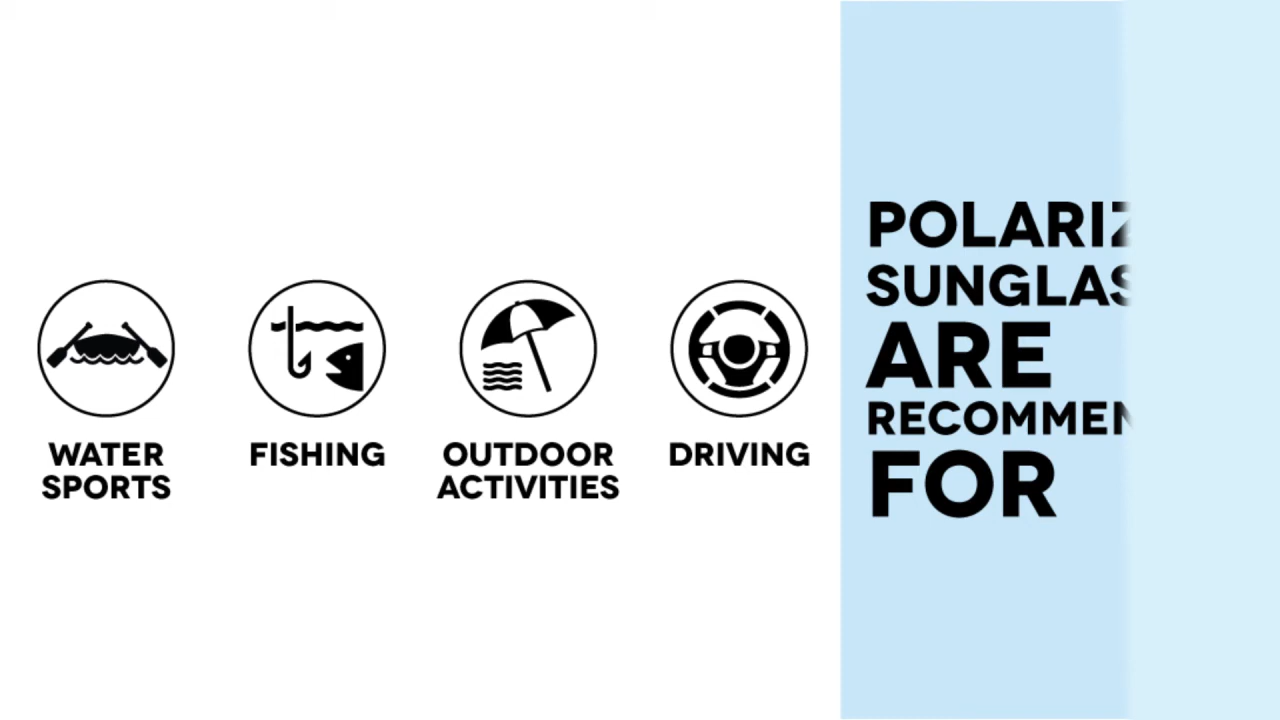 WATER
SPORTS
FISHING
OUTDOOR
ACTIVITIES
DRIVING
POLARIZ
SUNGLAS
ARE
RECOMMEN
FOR